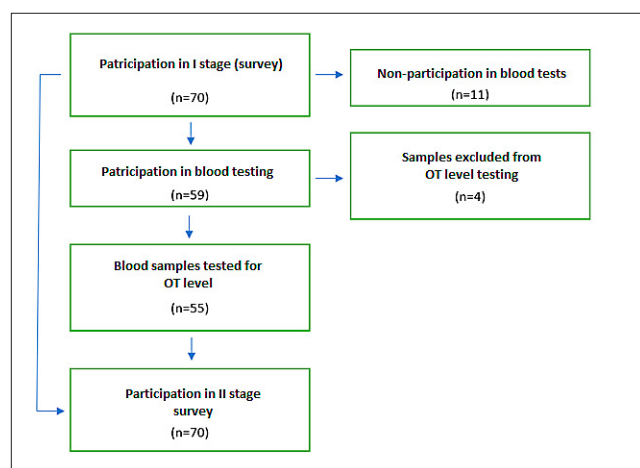 Patricipation in I stage (survey)
(n=70)
Non-participation in blood tests
(n=11)
Patricipation in blood testing
(n=59)
Samples excluded from
OT level testing
(n=4)
Blood samples tested for
OT level
(n=55)
Participation in II stage
survey
(n=70)